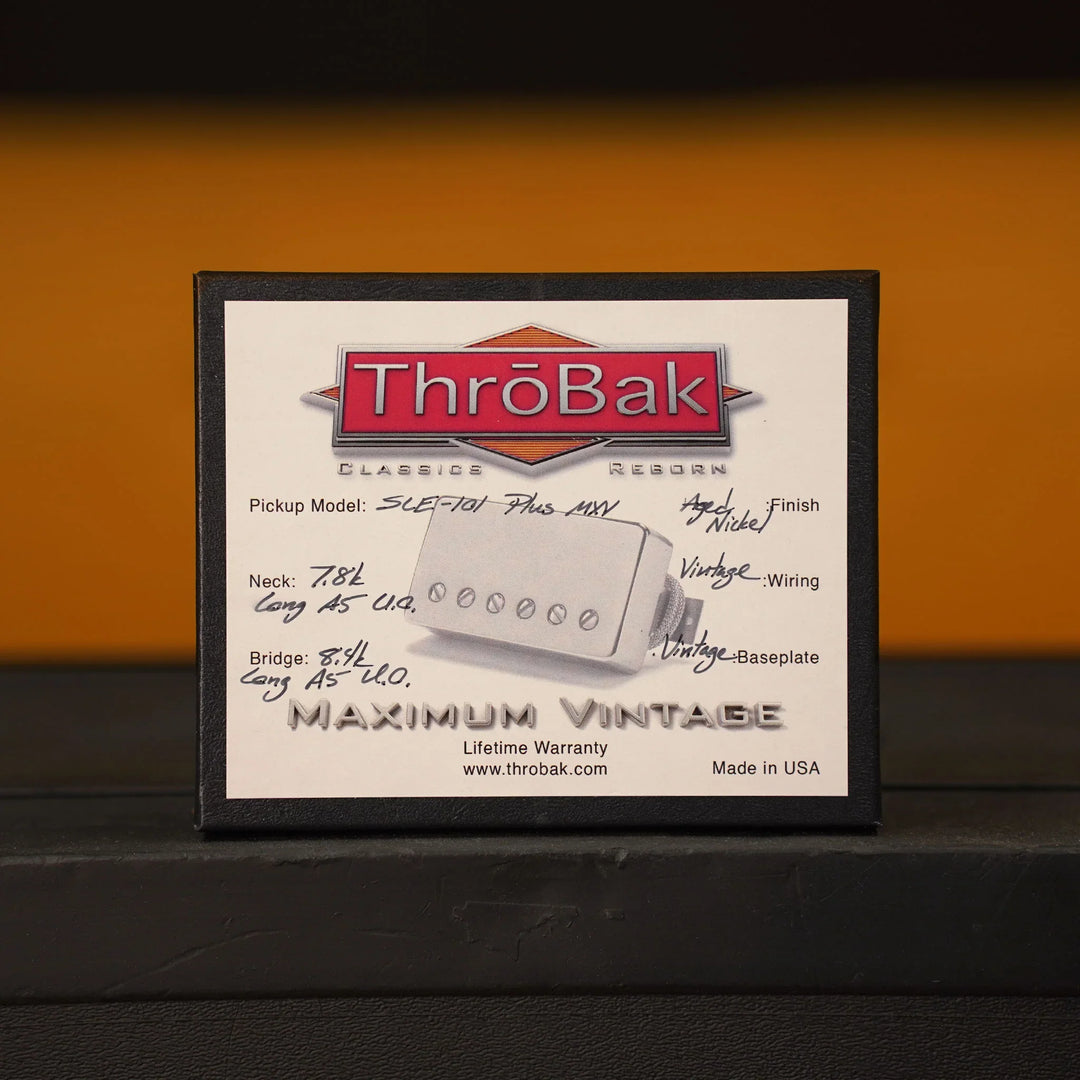 ThrōBak
CLASSICS REBORN
Pickup Model: SLE-101 Plus MXV
Aged Nickel :Finish
Neck: 7.8k
Long A5 U.O.
Vintage :Wiring
Bridge: 8.4k
Long A5 U.O.
Vintage :Baseplate
MAXIMUM VINTAGE
Lifetime Warranty
www.throbak.com
Made in USA